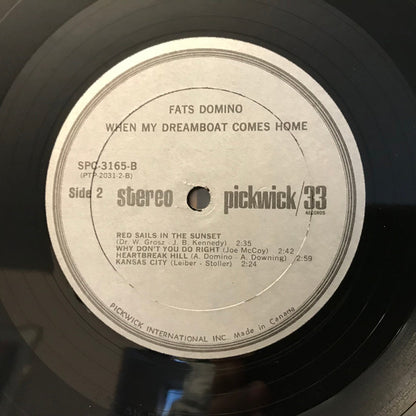 FATS DOMINO
WHEN MY DREAMBOAT COMES HOME
SPC-3165-B
(PTP 2031-2-B)
Side 2 stereo pickwick/33
RECORDS
RED SAILS IN THE SUNSET
(Dr. W. Grosz - J. B. Kennedy) 2:35
WHY DON'T YOU DO RIGHT (Joe McCoy) 2:42
HEARTBREAK HILL (A. Domino - A. Downing) 2:59
KANSAS CITY (Leiber - Stoller) 2:24
PICKWICK INTERNATIONAL INC. Made in Canada